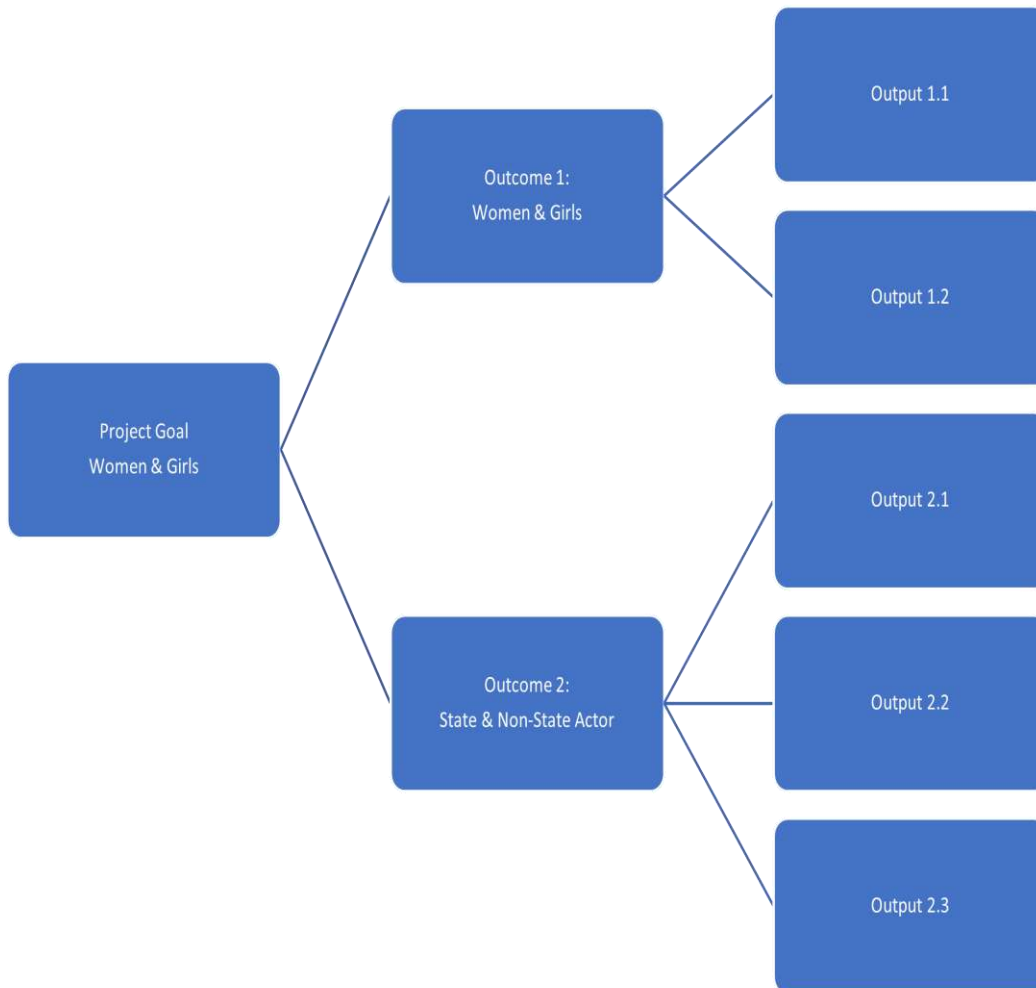 Project Goal
Women & Girls
Outcome 1:
Women & Girls
Output 1.1
Output 1.2
Outcome 2:
State & Non-State Actor
Output 2.1
Output 2.2
Output 2.3